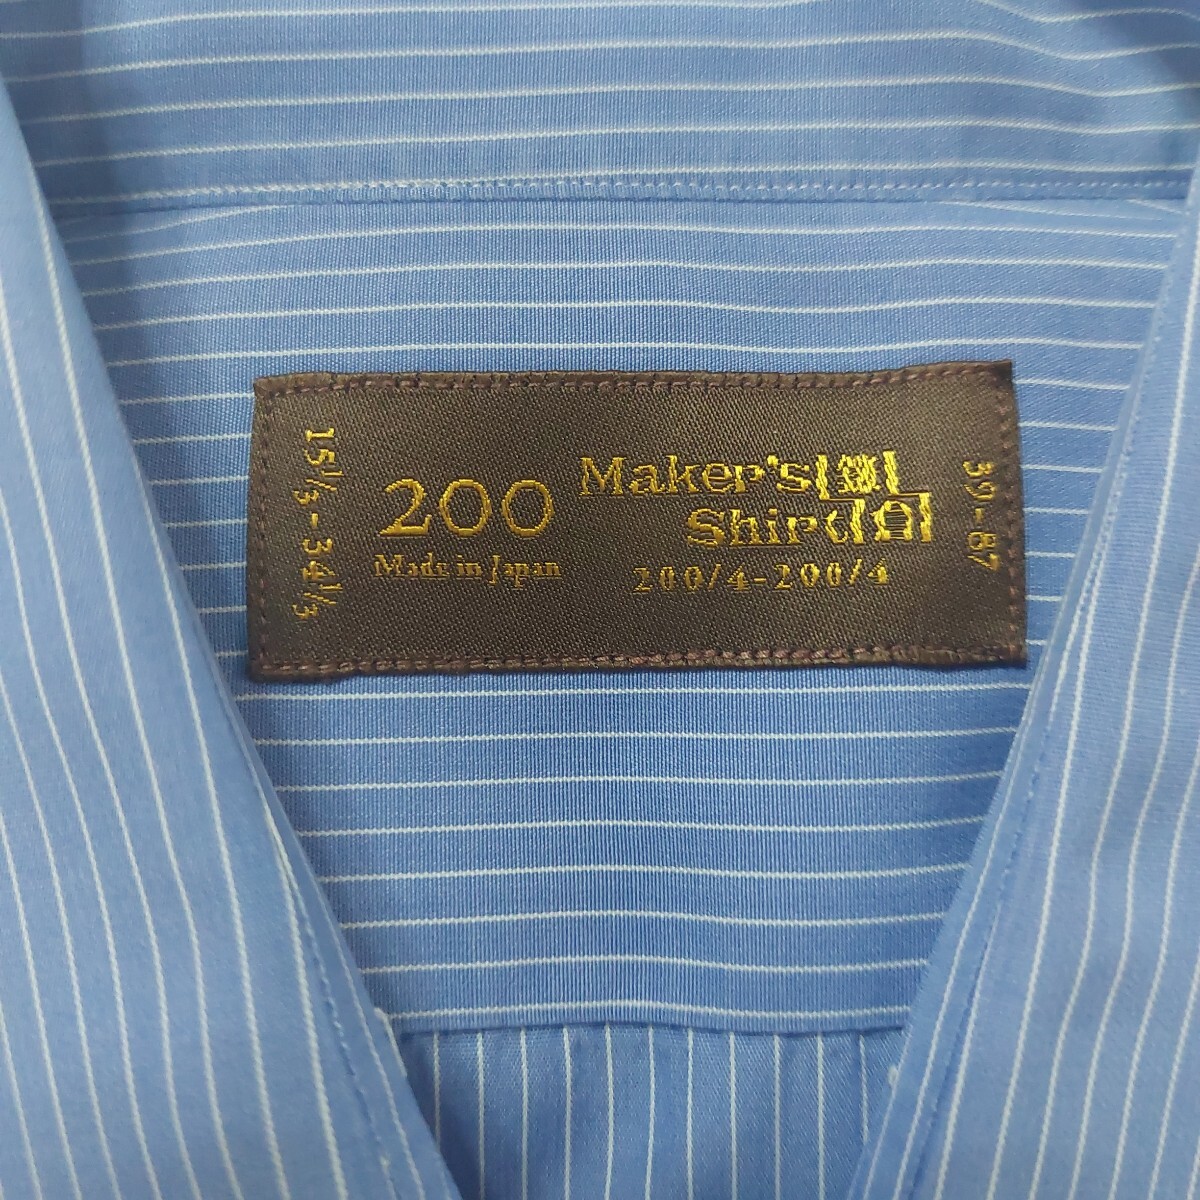 15 1/3-34 1/3
200
Made in Japan
Maker's
Shirt
200/4-200/4
39-87